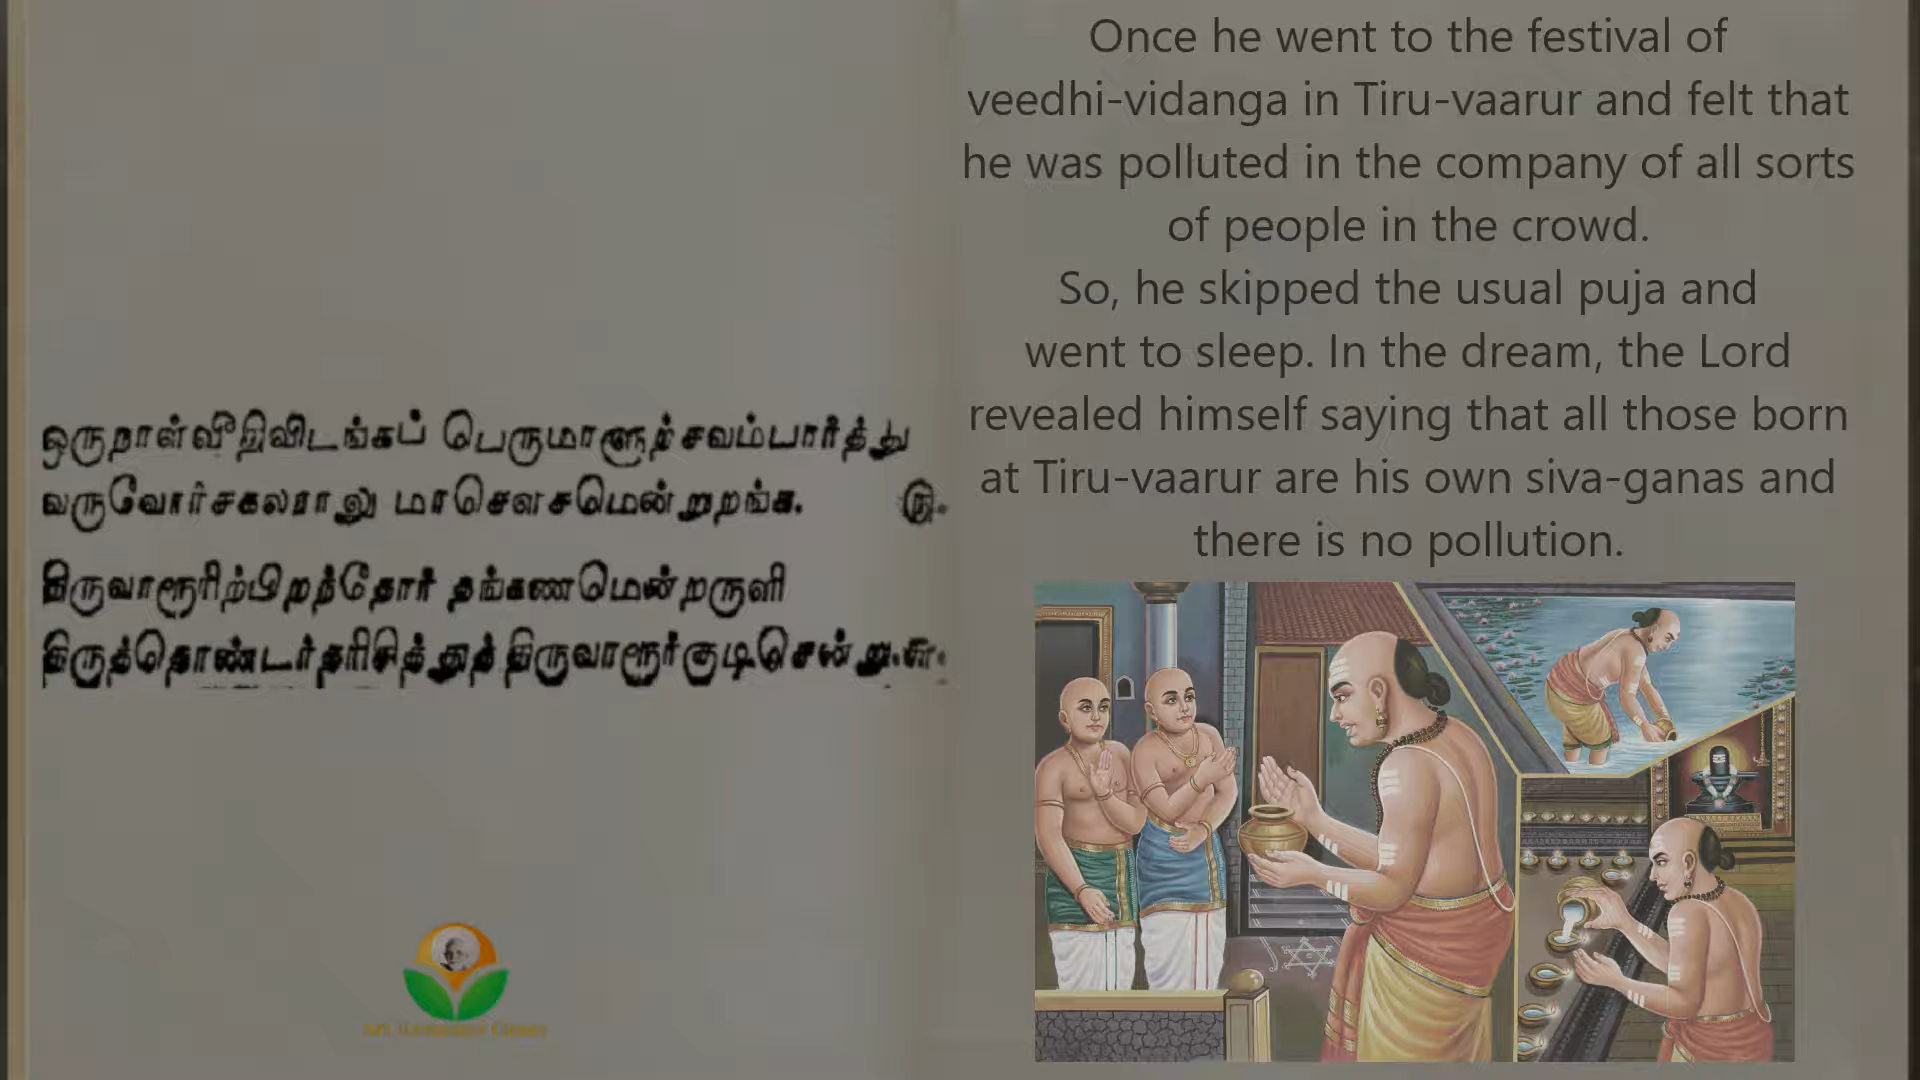 ஒருநாள்வீதிவிடங்கப் பெருமாளுற்சவம்பார்த்து
வருவோர்சகலராலு மாசௌசமென்றுறங்க. ௫.
திருவாரூரிற்பிறந்தோர் தங்கணமென்றருளி
திருத்தொண்டர்தரிசித்துத் திருவாரூர்குடிசென்று.
Once he went to the festival of
veedhi-vidanga in Tiru-vaarur and felt that
he was polluted in the company of all sorts
of people in the crowd.
So, he skipped the usual puja and
went to sleep. In the dream, the Lord
revealed himself saying that all those born
at Tiru-vaarur are his own siva-ganas and
there is no pollution.